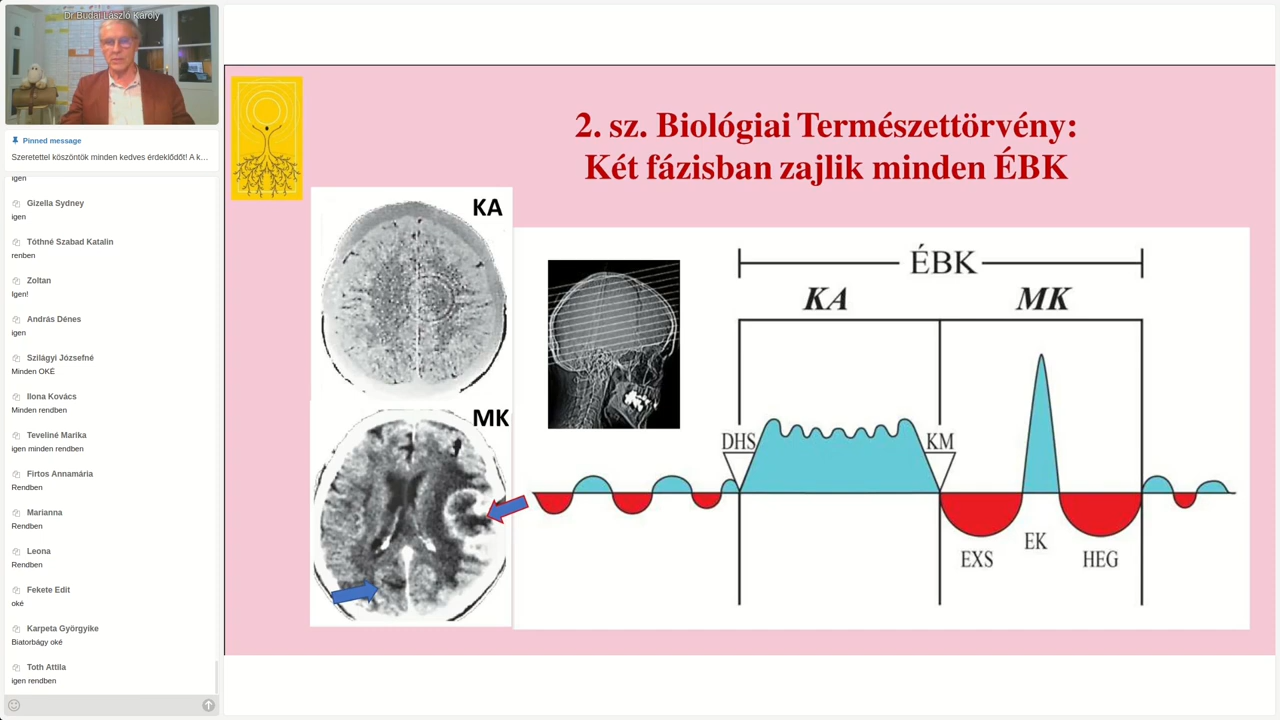 Dr Budai László Károly
Pinned message
Szeretettel köszöntök minden kedves érdeklődőt! A k…
igen
Gizella Sydney
igen
Tóthné Szabad Katalin
renben
Zoltan
Igen!
András Dénes
igen
Szilágyi Józsefné
Minden OKÉ
Ilona Kovács
Minden rendben
Teveliné Marika
igen minden rendben
Firtos Annamária
Rendben
Marianna
Rendben
Leona
Rendben
Fekete Edit
oké
Karpeta Györgyike
Biatorbágy oké
Toth Attila
igen rendben
2. sz. Biológiai Természettörvény:
Két fázisban zajlik minden ÉBK
KA
MK
ÉBK
KA
MK
DHS
KM
EXS
EK
HEG